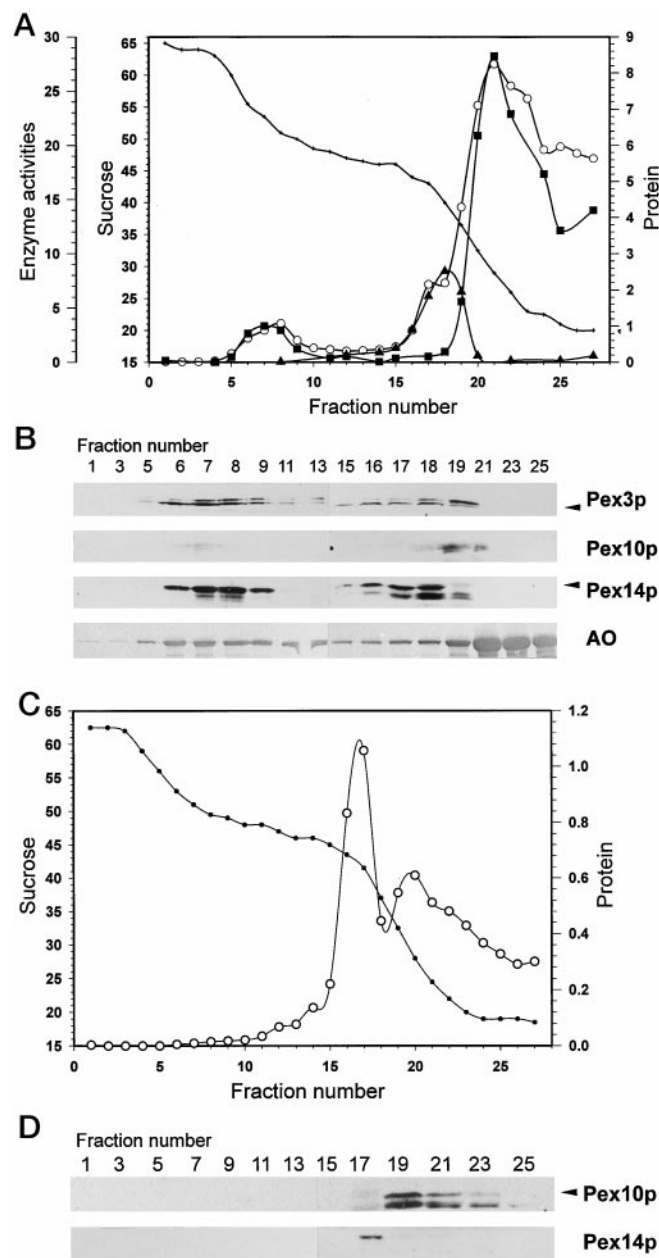 A
Enzyme activities
30
25
20
15
10
5
0
Sucrose
65
60
55
50
45
40
35
30
25
20
15
Protein
9
8
7
6
5
4
3
2
1
0
0 5 10 15 20 25
Fraction number
B
Fraction number
1 3 5 6 7 8 9 11 13 15 16 17 18 19 21 23 25
Pex3p
Pex10p
Pex14p
AO
C
Sucrose
65
60
55
50
45
40
35
30
25
20
15
Protein
1.2
1.0
0.8
0.6
0.4
0.2
0.0
0 5 10 15 20 25
Fraction number
D
Fraction number
1 3 5 7 9 11 13 15 17 19 21 23 25
Pex10p
Pex14p